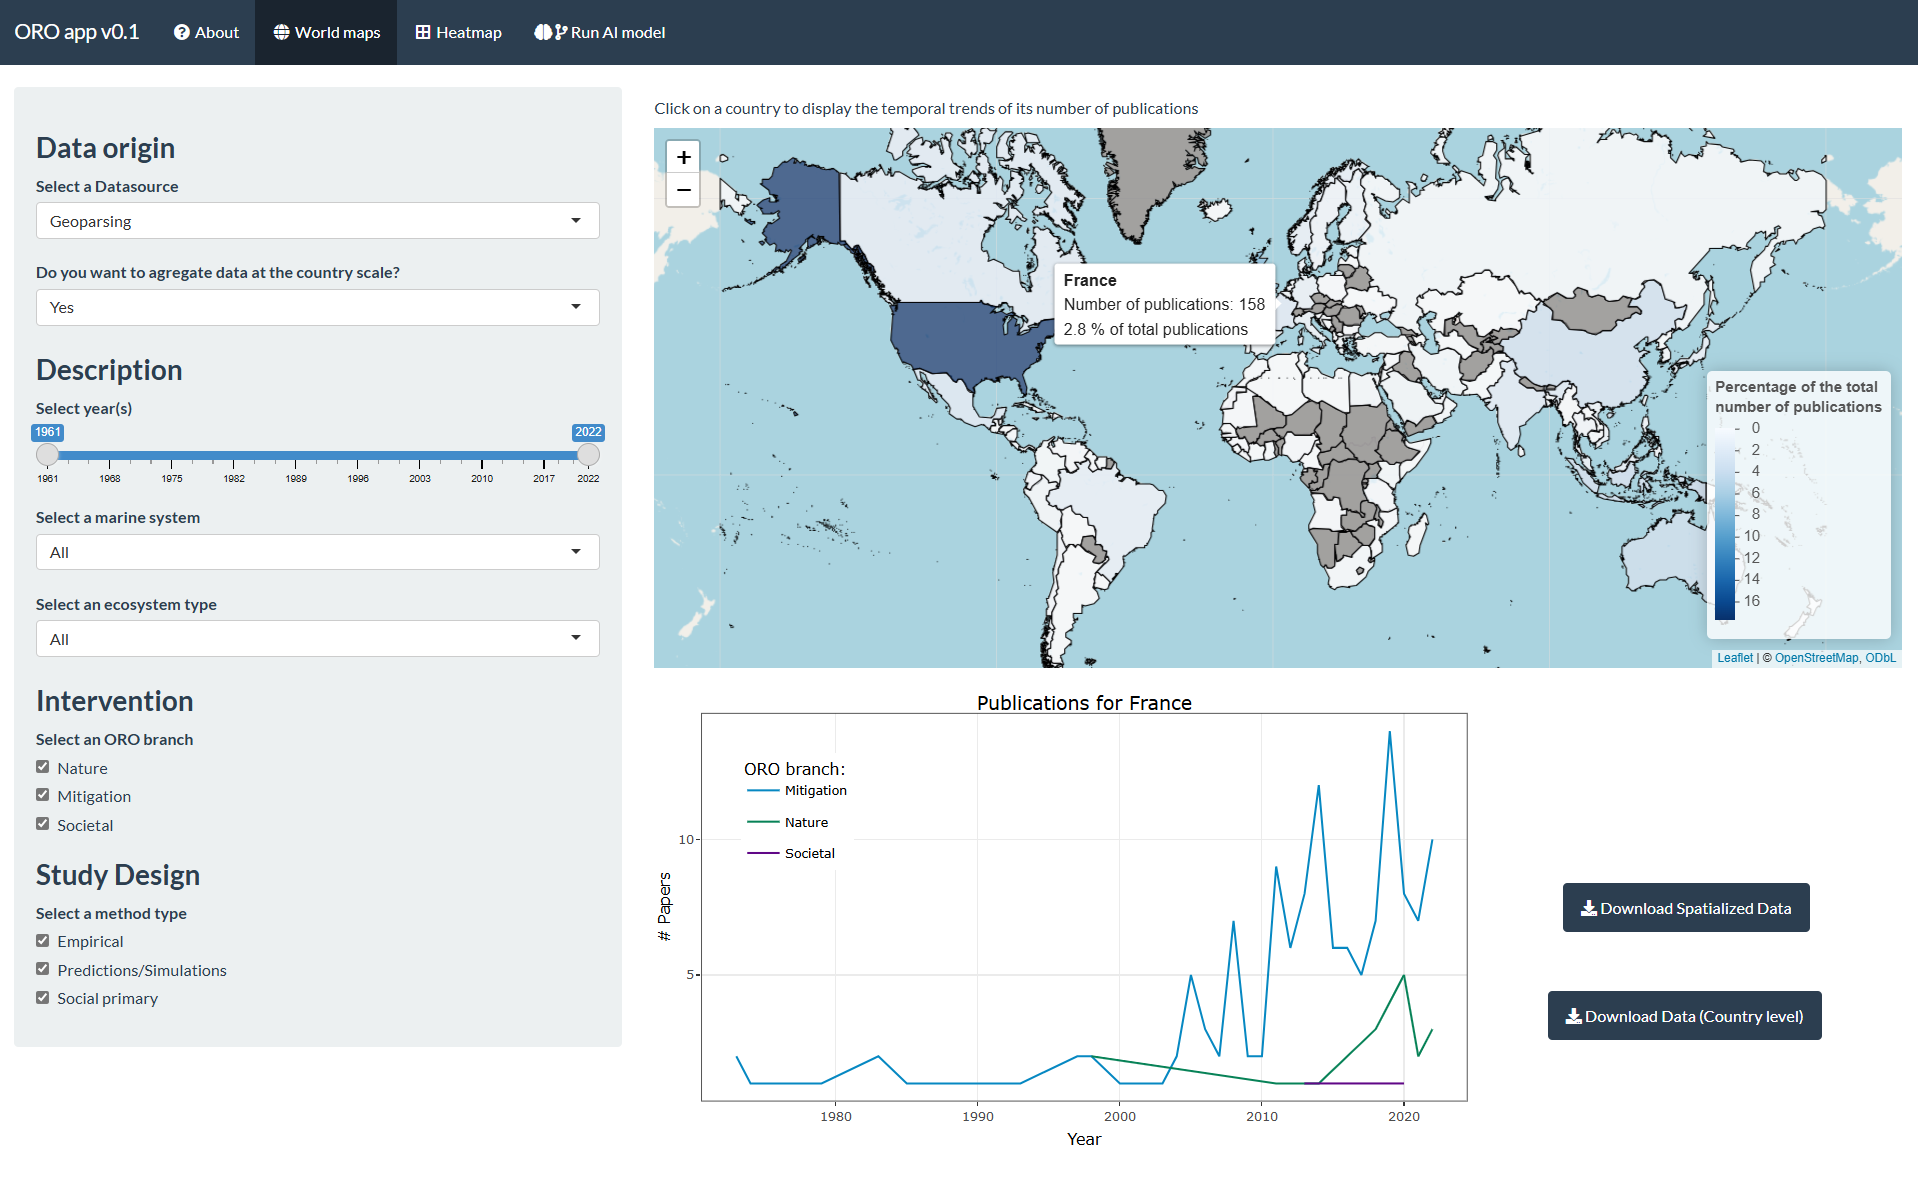 ORO app v0.1
About
World maps
Heatmap
Run AI model
Data origin
Select a Datasource
Geoparsing
Do you want to agregate data at the country scale?
Yes
Description
Select year(s)
1961
2022
1961 1968 1975 1982 1989 1996 2003 2010 2017 2022
Select a marine system
All
Select an ecosystem type
All
Intervention
Select an ORO branch
Nature
Mitigation
Societal
Study Design
Select a method type
Empirical
Predictions/Simulations
Social primary
Click on a country to display the temporal trends of its number of publications
+
−
France
Number of publications: 158
2.8 % of total publications
Percentage of the total
number of publications
0
2
4
6
8
10
12
14
16
Leaflet | © OpenStreetMap, ODbL
Publications for France
ORO branch:
Mitigation
Nature
Societal
# Papers
10
5
1980 1990 2000 2010 2020
Year
Download Spatialized Data
Download Data (Country level)